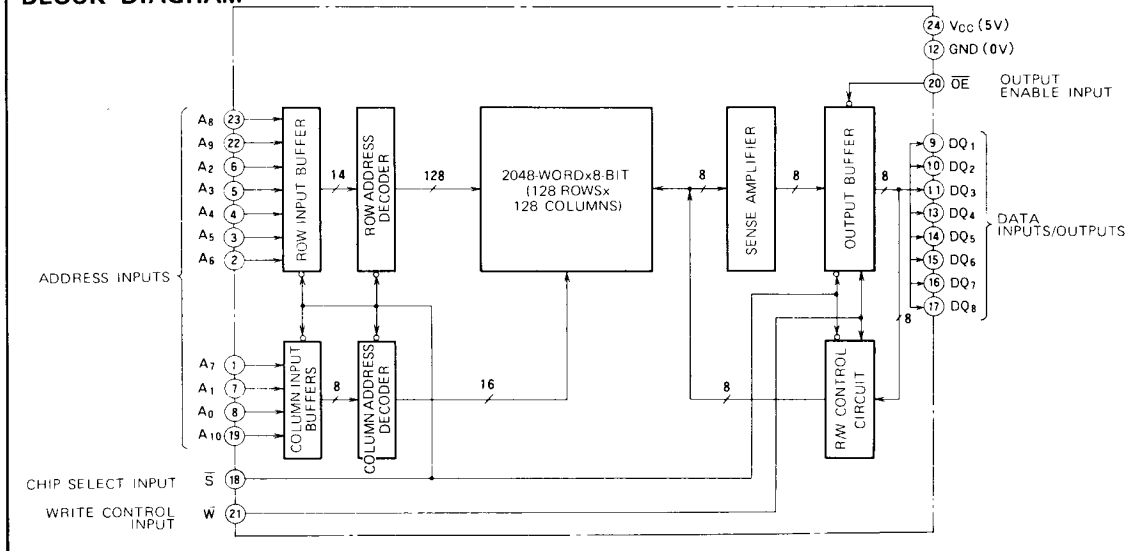 BLOCK DIAGRAM
24 Vcc (5V)
12 GND (0V)
20 OE OUTPUT
ENABLE INPUT
A8 23
A9 22
A2 6
A3 5
A4 4
A5 3
A6 2
ADDRESS INPUTS
A7 1
A1 7
A0 8
A10 19
ROW INPUT BUFFER
14
ROW ADDRESS
DECODER
128
2048-WORDx8-BIT
(128 ROWSx
128 COLUMNS)
8
SENSE AMPLIFIER
8
OUTPUT BUFFER
8
9 DQ1
10 DQ2
11 DQ3
13 DQ4
14 DQ5
15 DQ6
16 DQ7
17 DQ8
DATA
INPUTS/OUTPUTS
8
COLUMN INPUT
BUFFERS
8
COLUMN ADDRESS
DECODER
16
8
R/W CONTROL
CIRCUIT
CHIP SELECT INPUT S̅ 18
WRITE CONTROL
INPUT W̅ 21